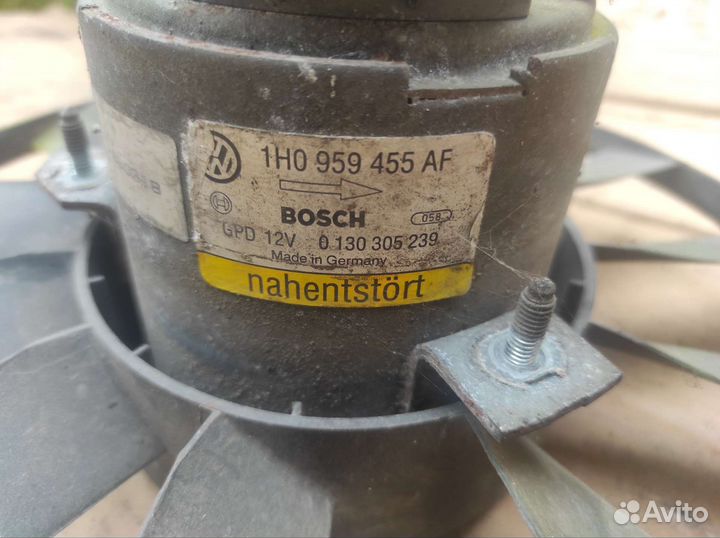 1H0 959 455 AF
BOSCH
058
GPD 12V 0 130 305 239
Made in Germany
nahentstört
Avito